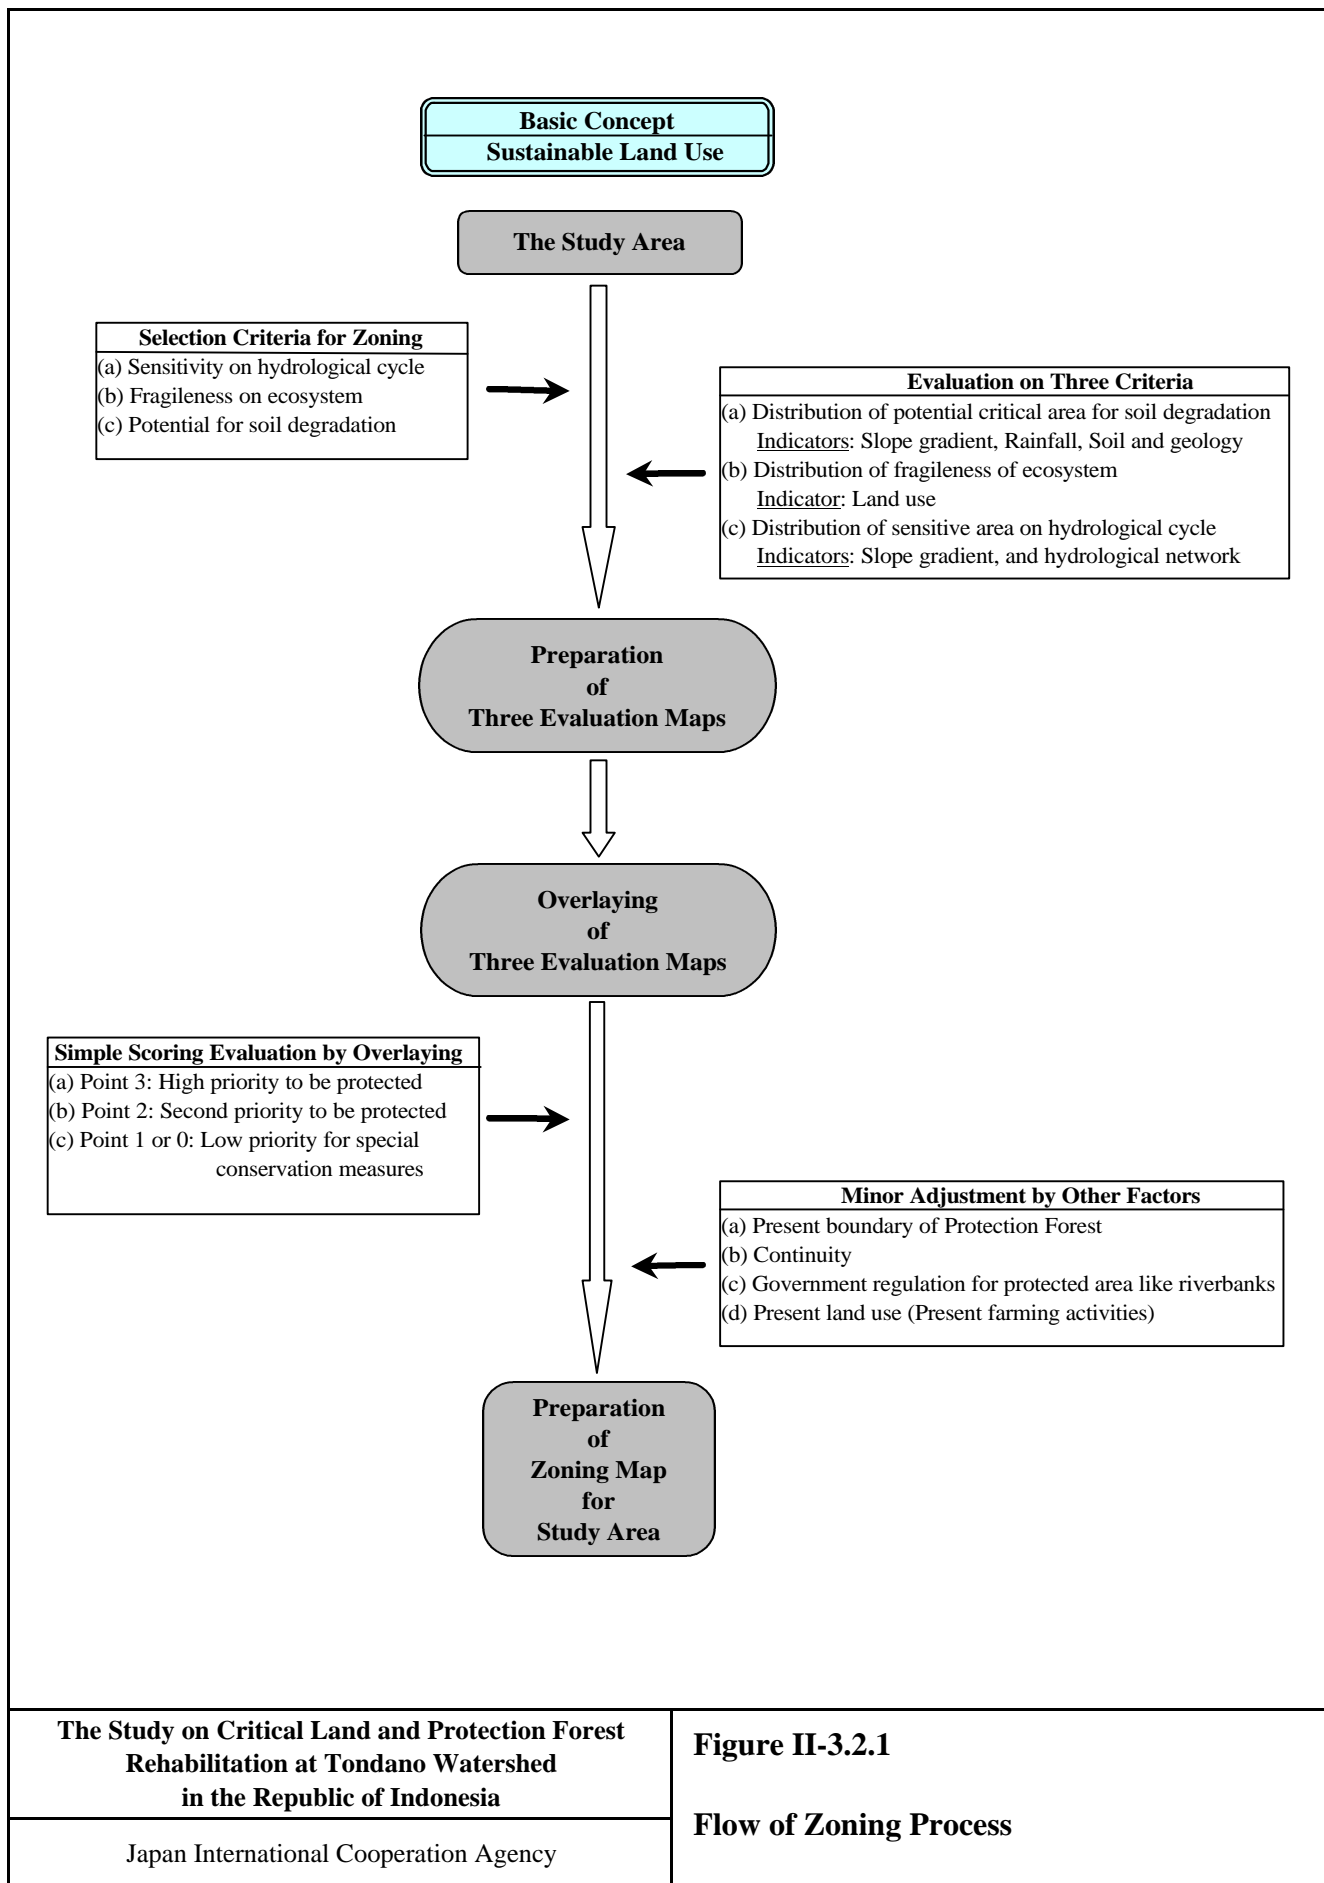 Basic Concept
Sustainable Land Use
The Study Area
Selection Criteria for Zoning
(a) Sensitivity on hydrological cycle
(b) Fragileness on ecosystem
(c) Potential for soil degradation
Evaluation on Three Criteria
(a) Distribution of potential critical area for soil degradation
Indicators: Slope gradient, Rainfall, Soil and geology
(b) Distribution of fragileness of ecosystem
Indicator: Land use
(c) Distribution of sensitive area on hydrological cycle
Indicators: Slope gradient, and hydrological network
Preparation
of
Three Evaluation Maps
Overlaying
of
Three Evaluation Maps
Simple Scoring Evaluation by Overlaying
(a) Point 3: High priority to be protected
(b) Point 2: Second priority to be protected
(c) Point 1 or 0: Low priority for special
conservation measures
Minor Adjustment by Other Factors
(a) Present boundary of Protection Forest
(b) Continuity
(c) Government regulation for protected area like riverbanks
(d) Present land use (Present farming activities)
Preparation
of
Zoning Map
for
Study Area
The Study on Critical Land and Protection Forest
Rehabilitation at Tondano Watershed
in the Republic of Indonesia
Japan International Cooperation Agency
Figure II-3.2.1
Flow of Zoning Process